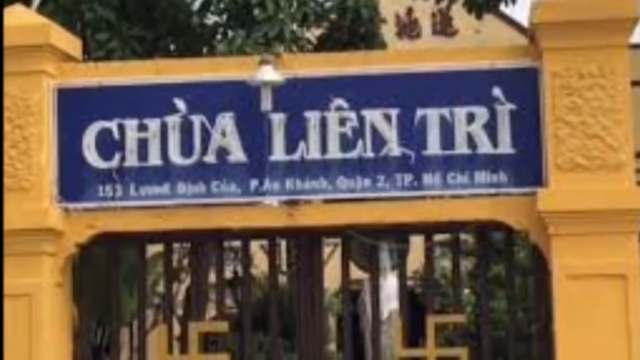 CHÙA LIÊN TRÌ
153 Lương Định Của, P.An Khánh, Quận 2, TP. Hồ Chí Minh